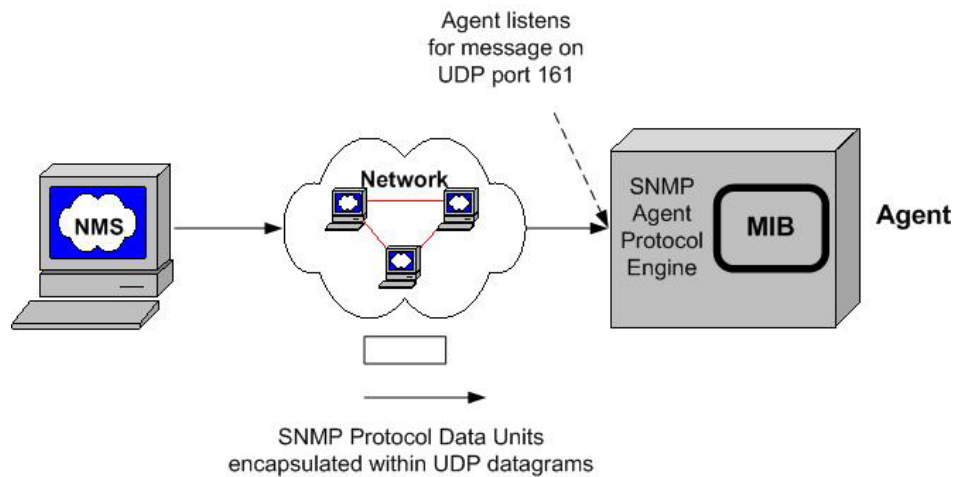 Agent listens
for message on
UDP port 161
NMS
Network
SNMP
Agent
Protocol
Engine
MIB
Agent
SNMP Protocol Data Units
encapsulated within UDP datagrams